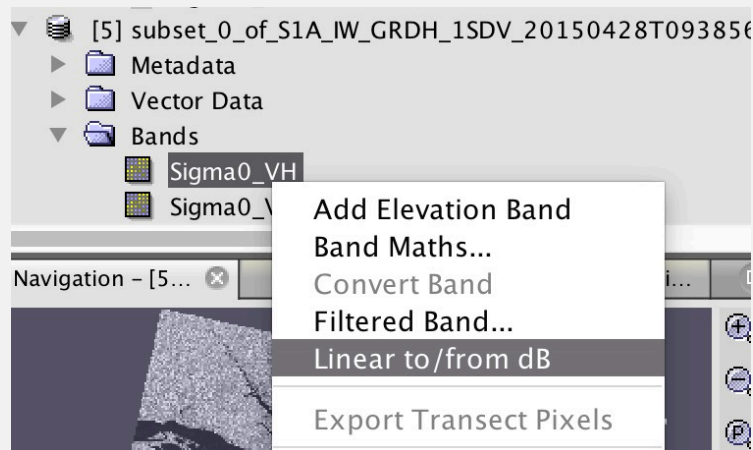 [5] subset_0_of_S1A_IW_GRDH_1SDV_20150428T093856
Metadata
Vector Data
Bands
Sigma0_VH
Sigma0_
Add Elevation Band
Band Maths...
Convert Band
Filtered Band...
Linear to/from dB
Export Transect Pixels
Navigation – [5...
i...